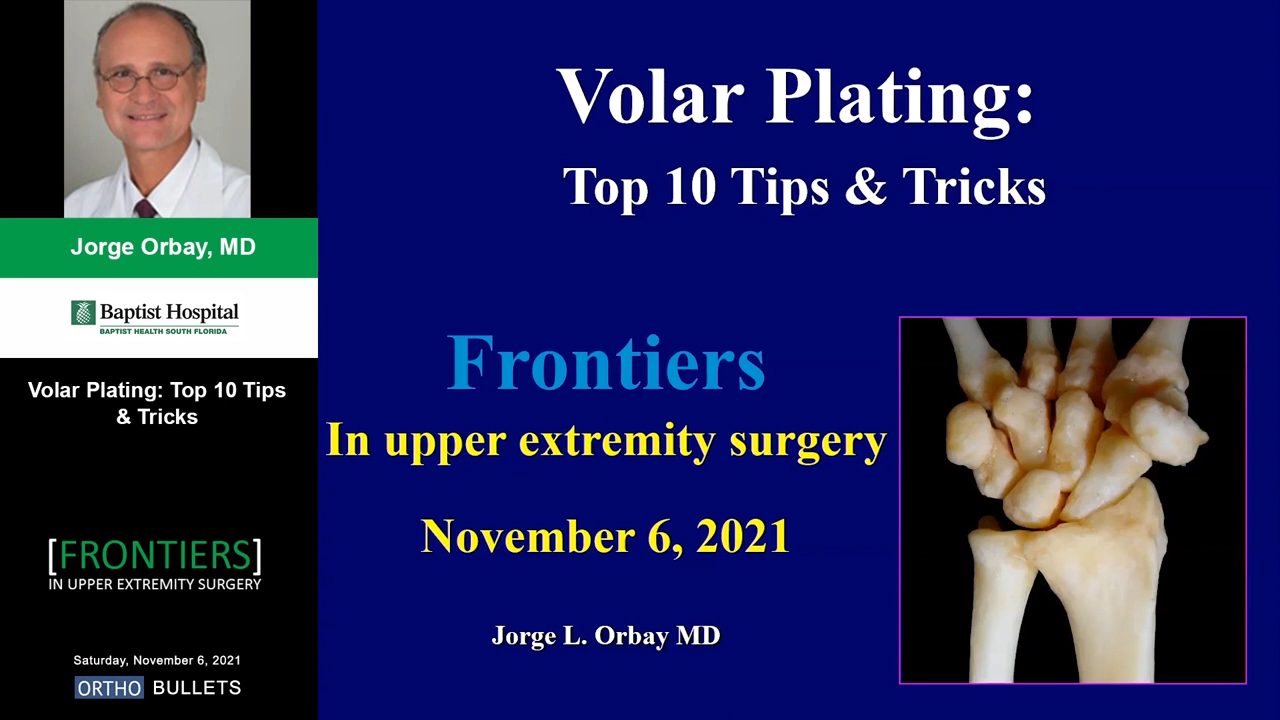 Jorge Orbay, MD
Baptist Hospital
BAPTIST HEALTH SOUTH FLORIDA
Volar Plating: Top 10 Tips
& Tricks
[FRONTIERS]
IN UPPER EXTREMITY SURGERY
Saturday, November 6, 2021
ORTHO BULLETS
Volar Plating:
Top 10 Tips & Tricks
Frontiers
In upper extremity surgery
November 6, 2021
Jorge L. Orbay MD